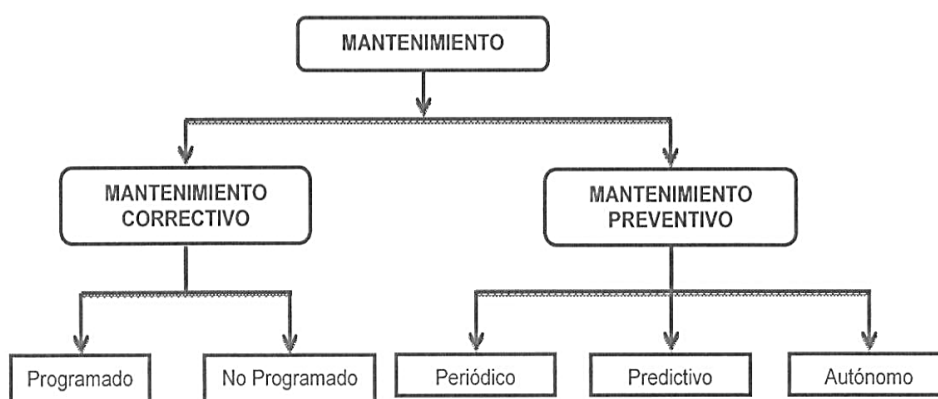 MANTENIMIENTO
MANTENIMIENTO
CORRECTIVO
MANTENIMIENTO
PREVENTIVO
Programado
No Programado
Periódico
Predictivo
Autónomo